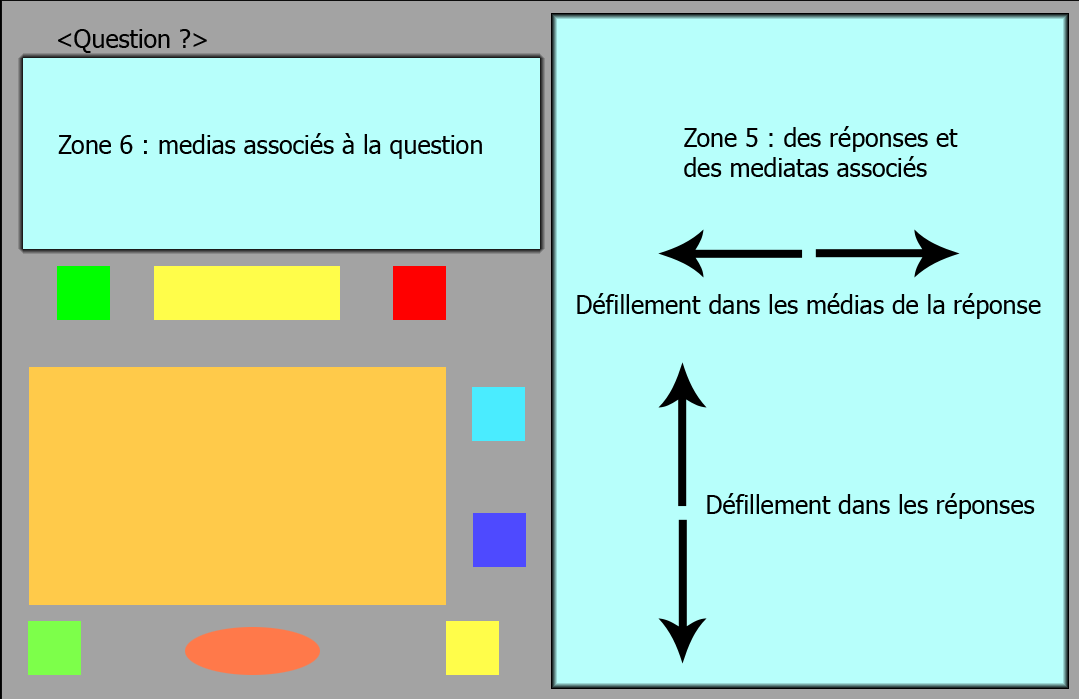 <Question ?>
Zone 6 : medias associés à la question
Zone 5 : des réponses et
des mediatas associés
Défillement dans les médias de la réponse
Défillement dans les réponses